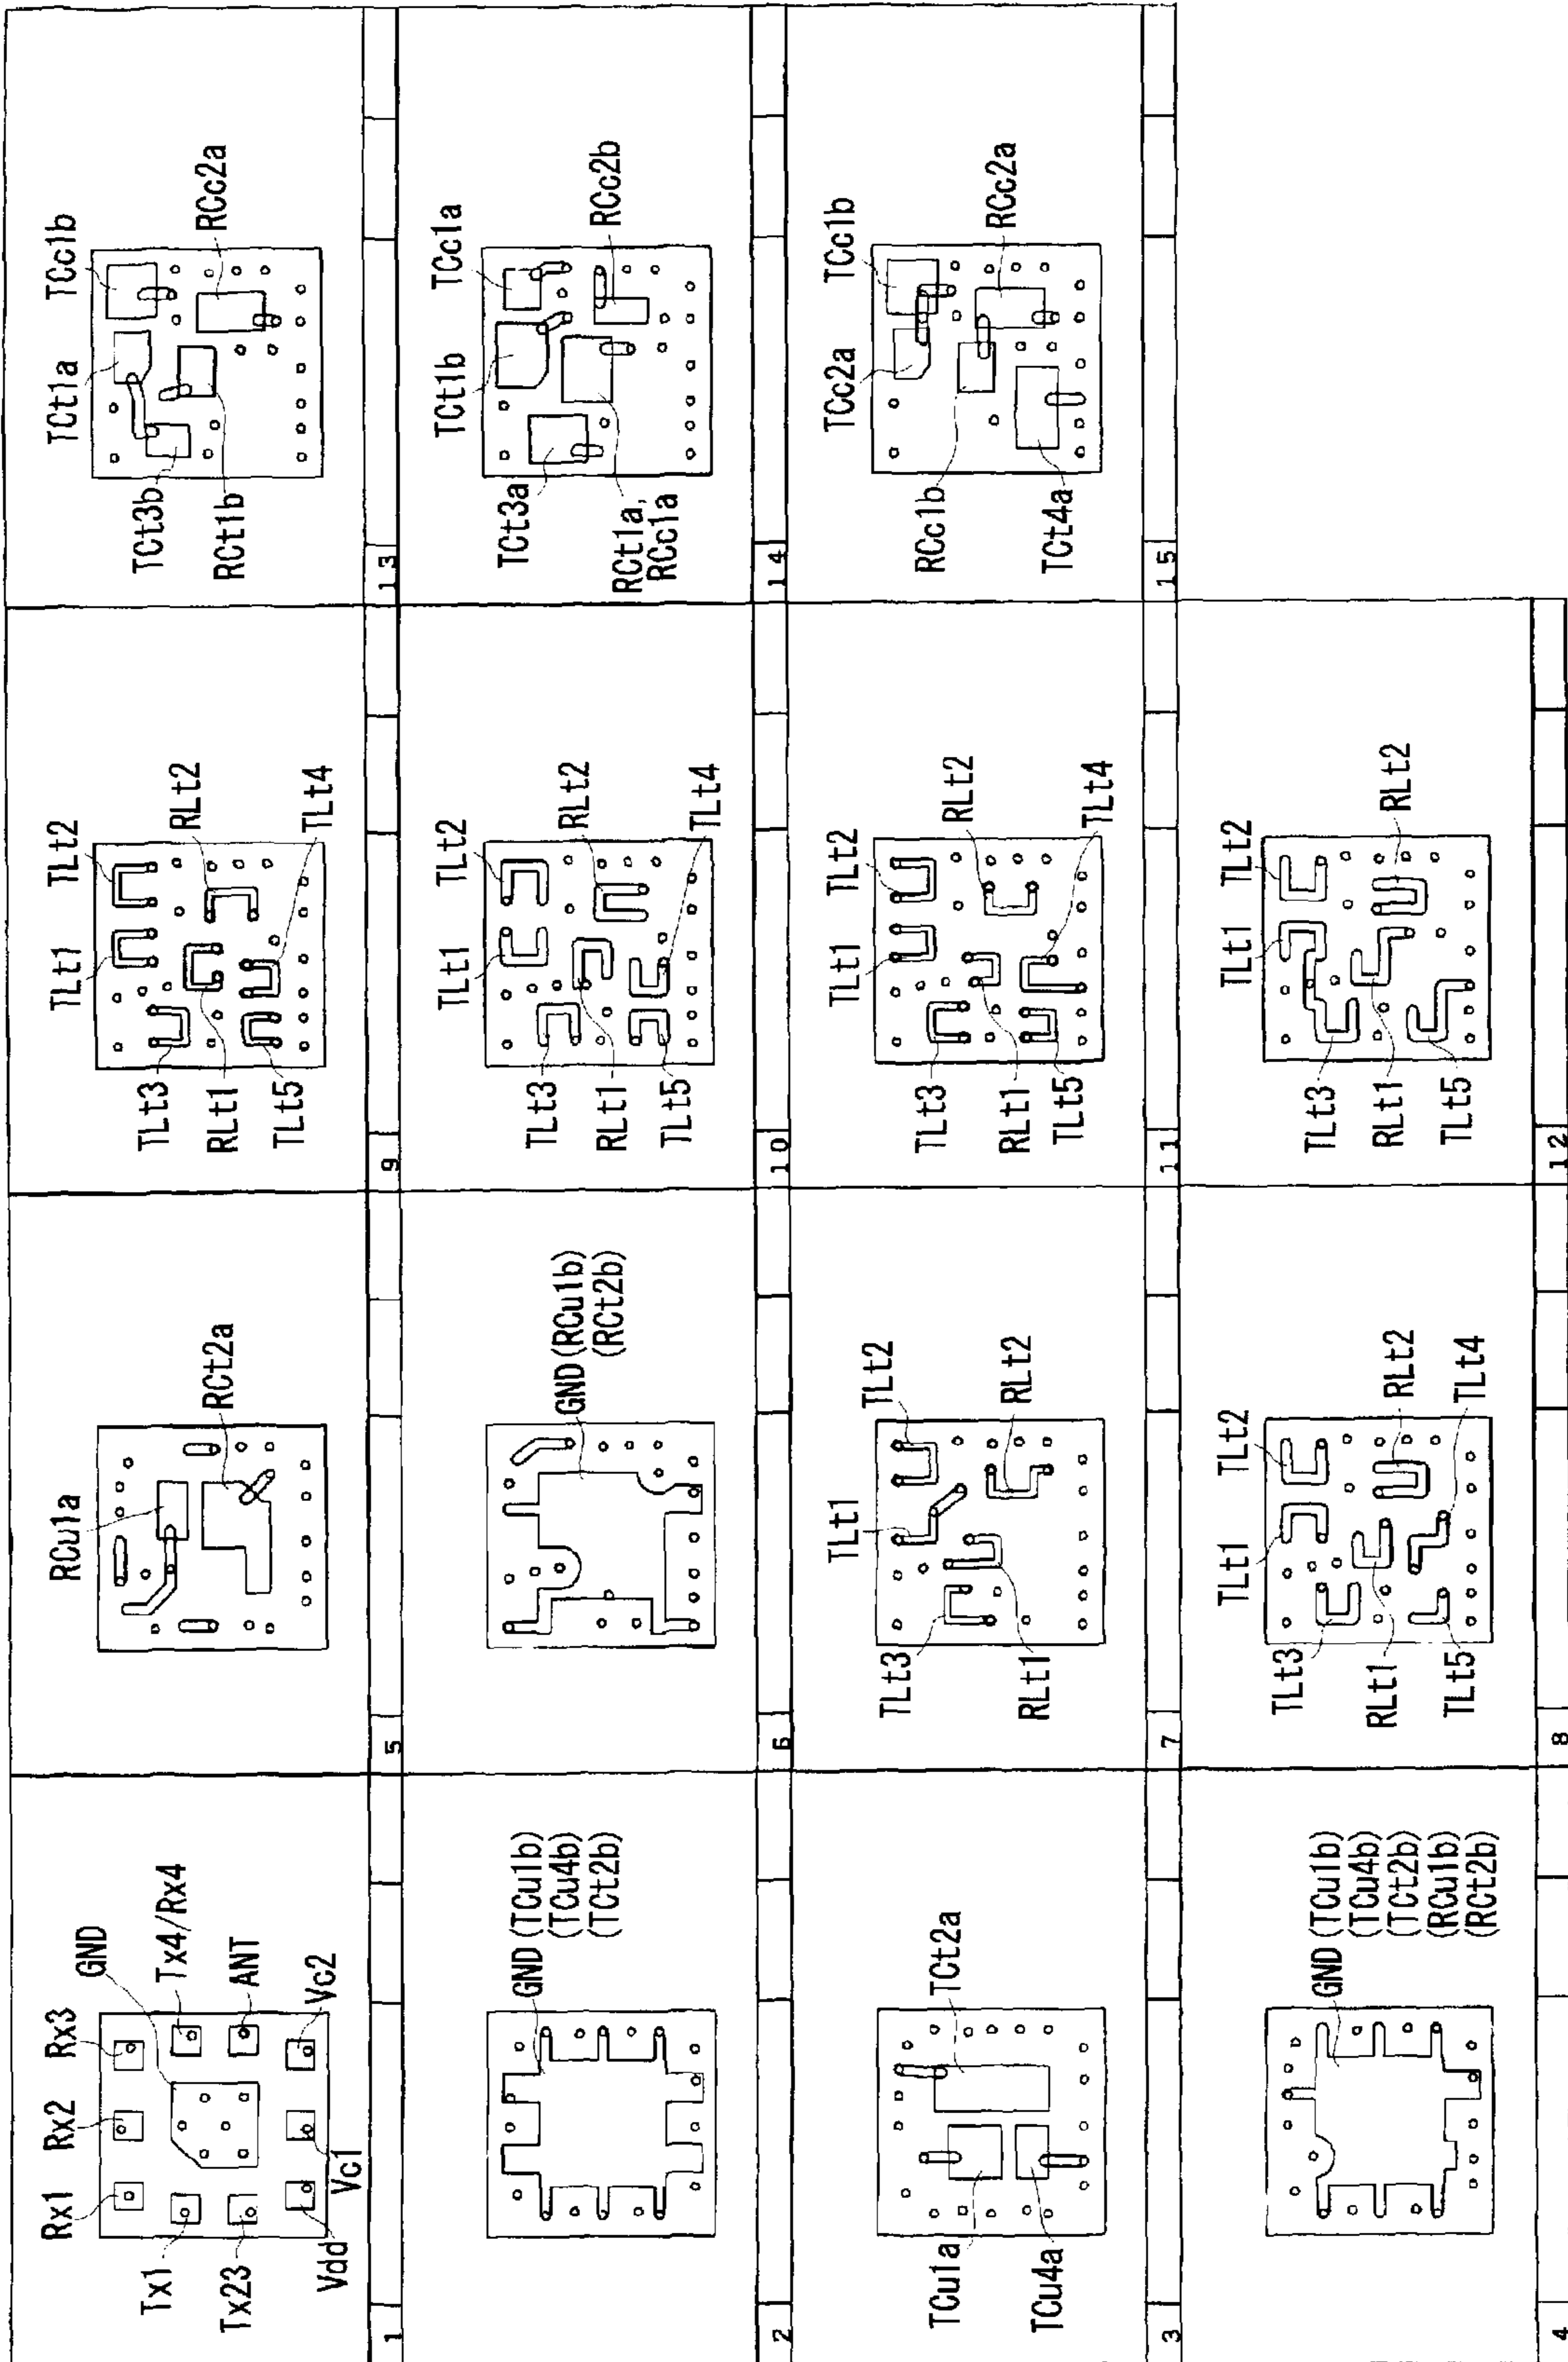 Rx1
Rx2
Rx3
GND
Tx4/Rx4
ANT
Vc2
Vc1
Vdd
Tx23
Tx1
1
GND(TCu1b)
(TCu4b)
(TCt2b)
2
TCu1a
TCt2a
TCu4a
3
GND(TCu1b)
(TCu4b)
(TCt2b)
(RCu1b)
(RCt2b)
4
RCu1a
RCt2a
5
GND(RCu1b)
(RCt2b)
6
TLt1
TLt2
TLt3
RLt2
RLt1
7
TLt1
TLt2
TLt3
RLt2
RLt1
TLt4
TLt5
8
TLt1
TLt2
TLt3
RLt2
RLt1
TLt4
TLt5
9
TLt1
TLt2
TLt3
RLt2
RLt1
TLt4
TLt5
10
TLt1
TLt2
TLt3
RLt2
RLt1
TLt4
TLt5
11
TLt1
TLt2
TLt3
RLt2
RLt1
TLt5
12
TCt1a
TCc1b
TCt3b
RCc2a
RCt1b
13
TCt1b
TCc1a
TCt3a
RCc2b
RCt1a,
RCc1a
14
TCc2a
TCc1b
RCc1b
RCc2a
TCt4a
15